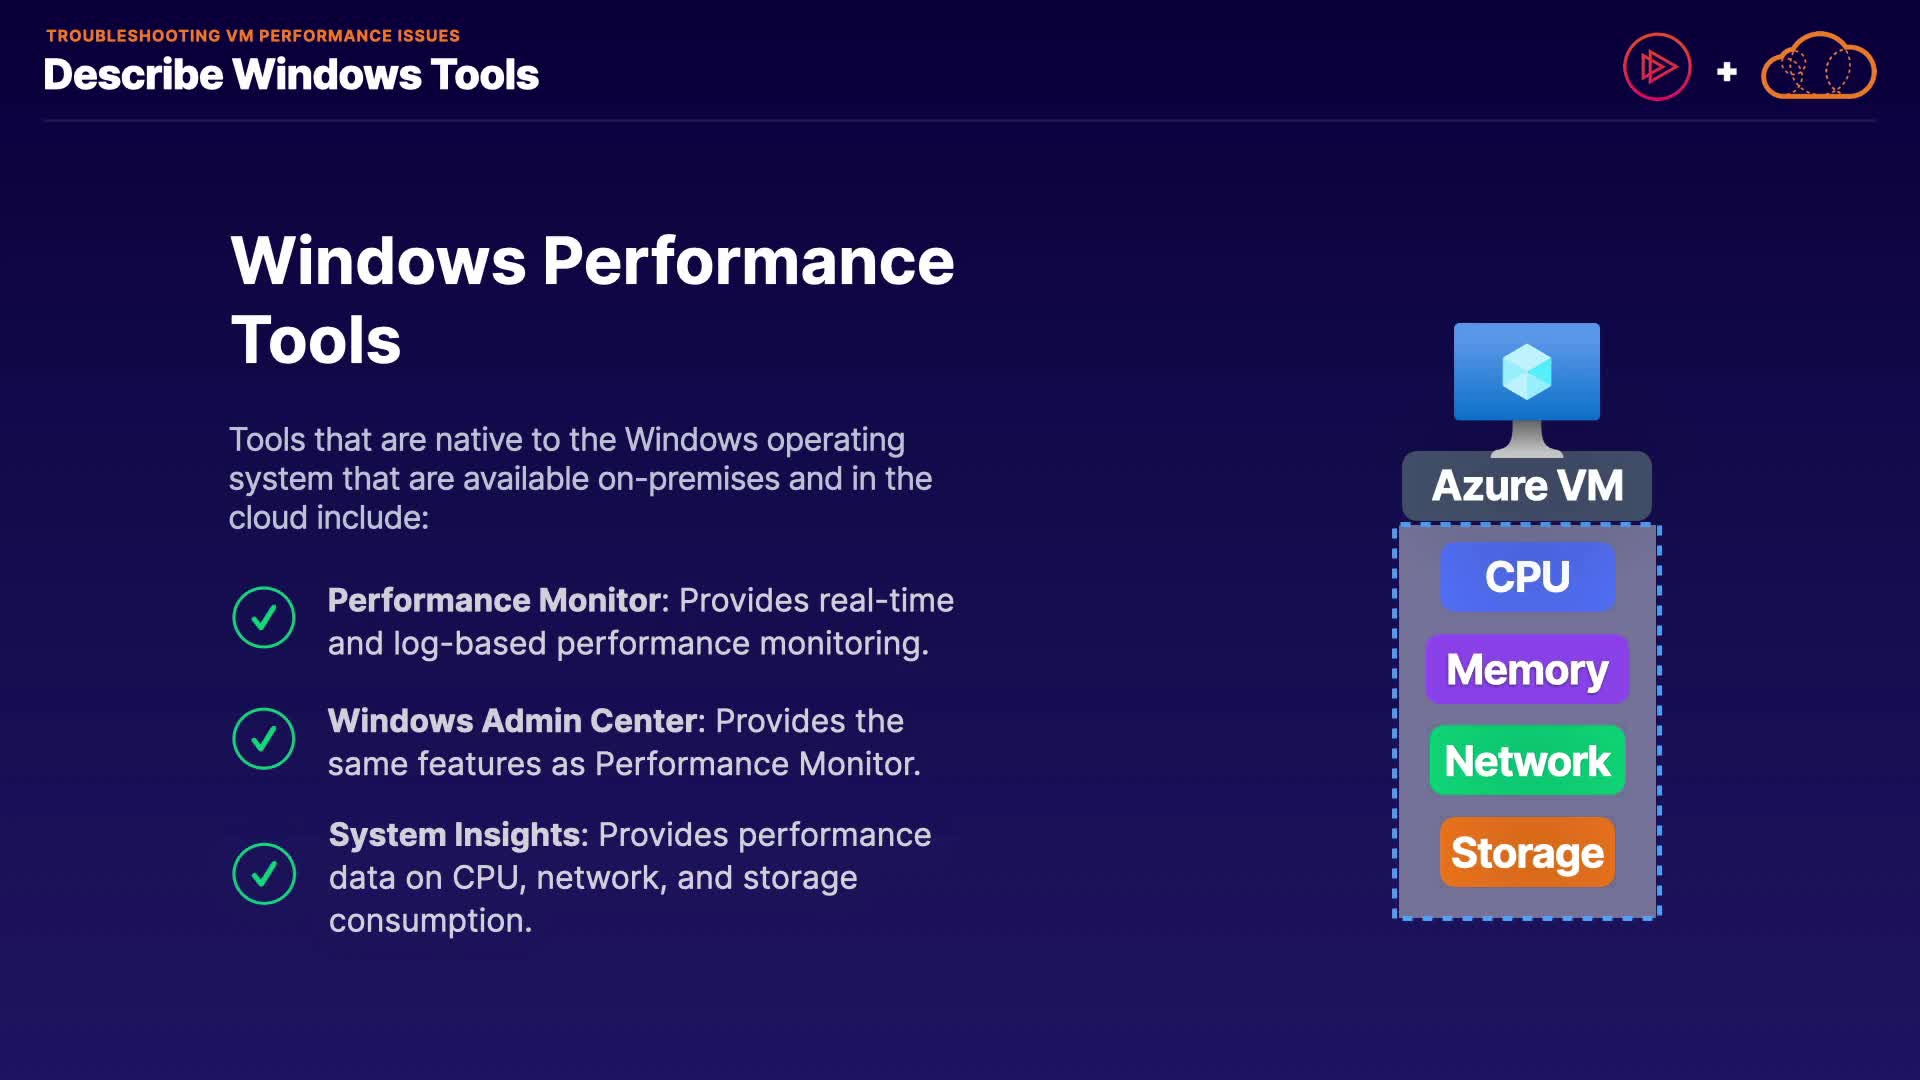 TROUBLESHOOTING VM PERFORMANCE ISSUES
Describe Windows Tools
Windows Performance
Tools
Tools that are native to the Windows operating
system that are available on-premises and in the
cloud include:
Performance Monitor: Provides real-time
and log-based performance monitoring.
Windows Admin Center: Provides the
same features as Performance Monitor.
System Insights: Provides performance
data on CPU, network, and storage
consumption.
Azure VM
CPU
Memory
Network
Storage